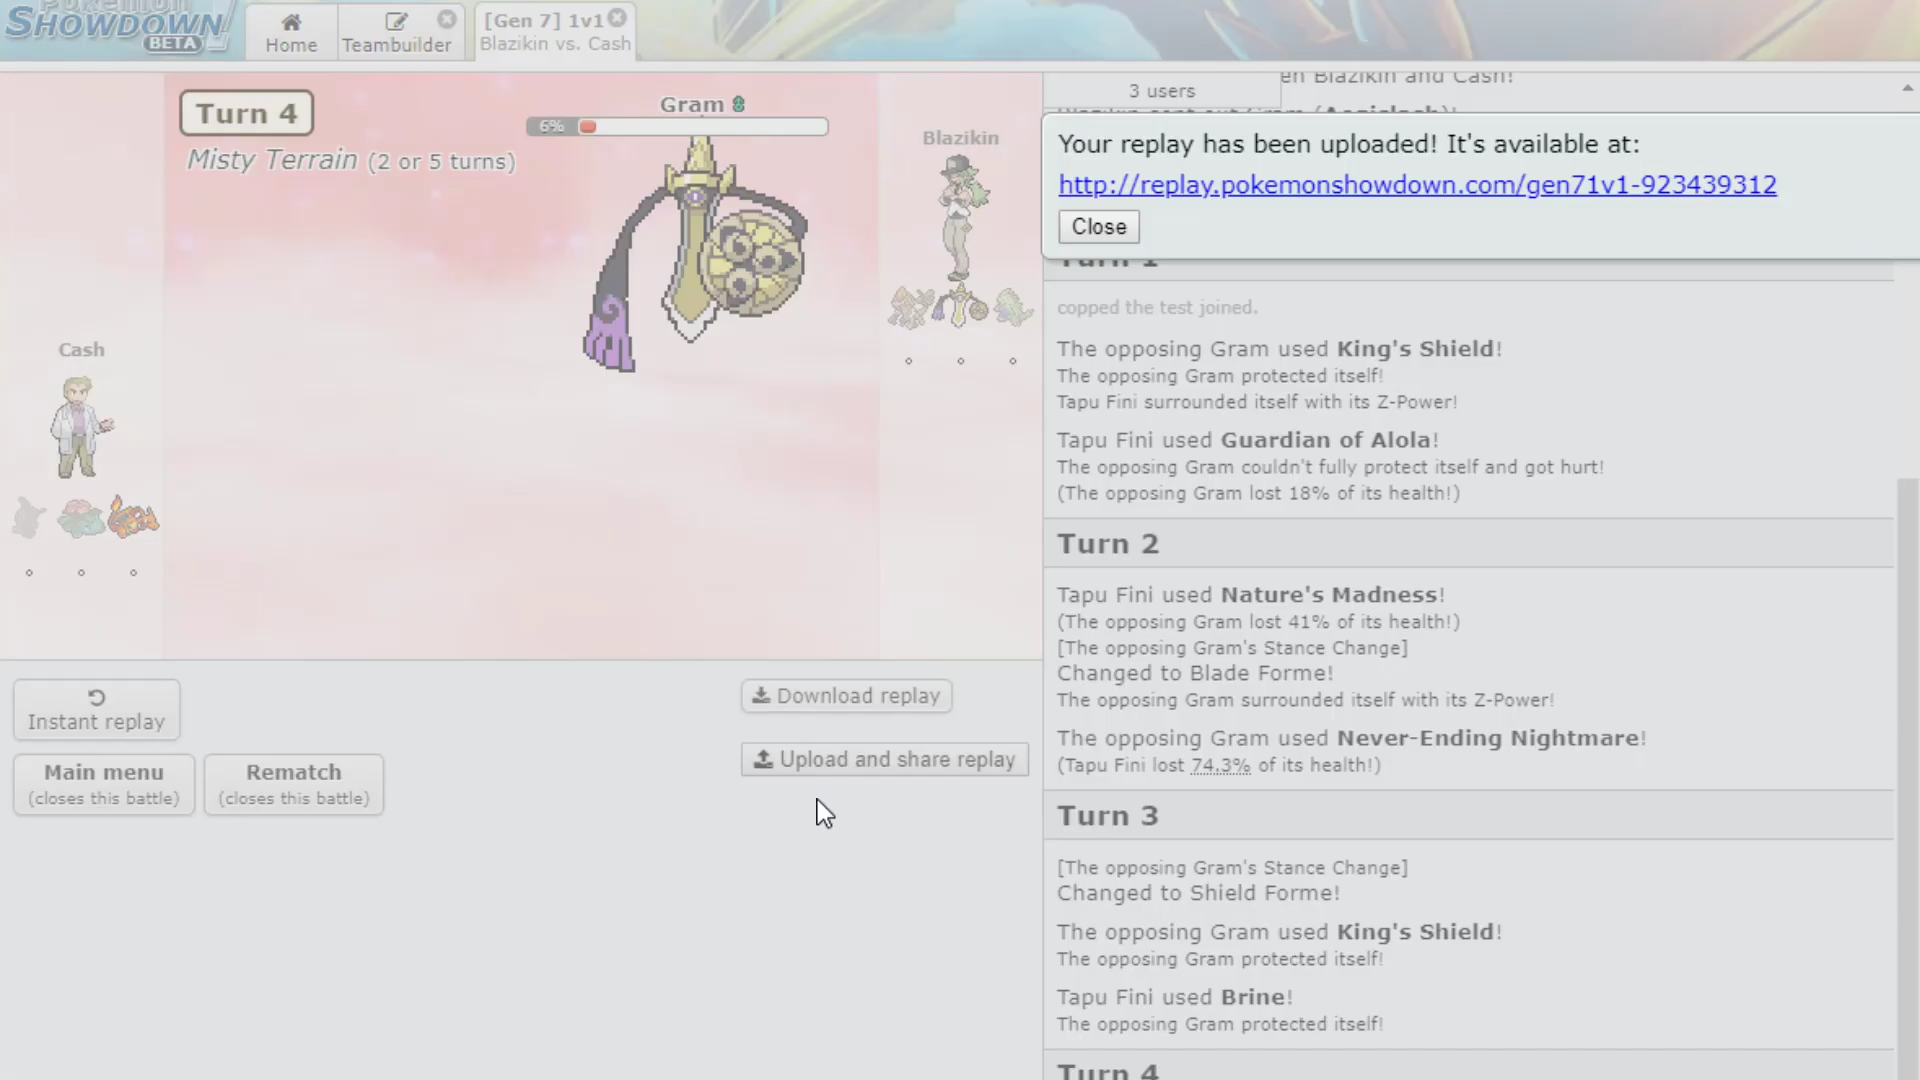 Pokémon
SHOWDOWN
BETA
Home
Teambuilder
[Gen 7] 1v1
Blazikin vs. Cash
Turn 4
Misty Terrain (2 or 5 turns)
Gram
6%
Blazikin
Cash
Instant replay
Main menu
(closes this battle)
Rematch
(closes this battle)
Download replay
Upload and share replay
3 users
en Blazikin and Cash!
Your replay has been uploaded! It's available at:
http://replay.pokemonshowdown.com/gen71v1-923439312
Close
Turn 1
copped the test joined.
The opposing Gram used King's Shield!
The opposing Gram protected itself!
Tapu Fini surrounded itself with its Z-Power!
Tapu Fini used Guardian of Alola!
The opposing Gram couldn't fully protect itself and got hurt!
(The opposing Gram lost 18% of its health!)
Turn 2
Tapu Fini used Nature's Madness!
(The opposing Gram lost 41% of its health!)
[The opposing Gram's Stance Change]
Changed to Blade Forme!
The opposing Gram surrounded itself with its Z-Power!
The opposing Gram used Never-Ending Nightmare!
(Tapu Fini lost 74.3% of its health!)
Turn 3
[The opposing Gram's Stance Change]
Changed to Shield Forme!
The opposing Gram used King's Shield!
The opposing Gram protected itself!
Tapu Fini used Brine!
The opposing Gram protected itself!
Turn 4